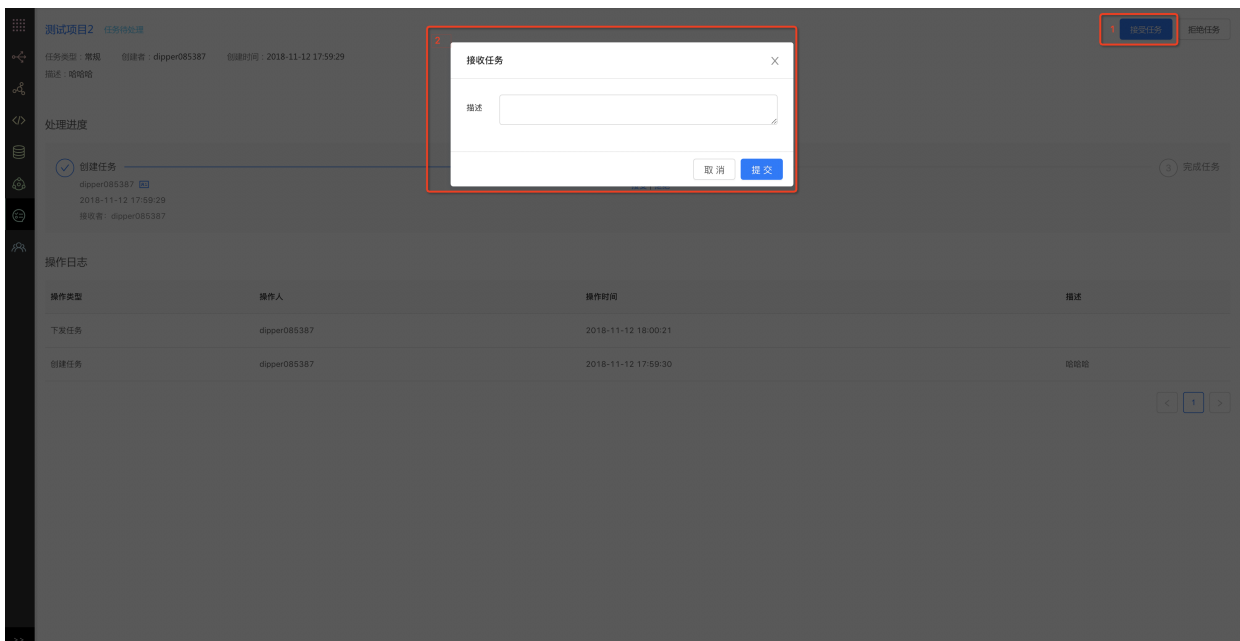 测试项目2 任务待处理
1 接受任务 拒绝任务
任务类型：常规 创建者：dipper085387 创建时间：2018-11-12 17:59:29
描述：哈哈哈
2
接收任务
描述
取 消 提 交
处理进度
创建任务
3 完成任务
dipper085387
2018-11-12 17:59:29
接收者：dipper085387
操作日志
操作类型 操作人 操作时间 描述
下发任务 dipper085387 2018-11-12 18:00:21
创建任务 dipper085387 2018-11-12 17:59:30 哈哈哈
< 1 >